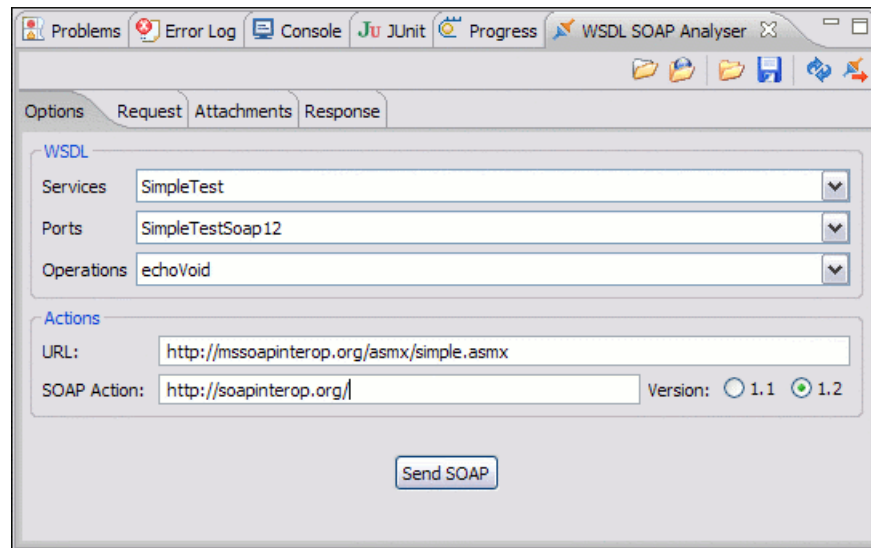 Problems Error Log Console Ju JUnit Progress WSDL SOAP Analyser
Options Request Attachments Response
WSDL
Services SimpleTest
Ports SimpleTestSoap12
Operations echoVoid
Actions
URL: http://mssoapinterop.org/asmx/simple.asmx
SOAP Action: http://soapinterop.org/ Version: 1.1 1.2
Send SOAP